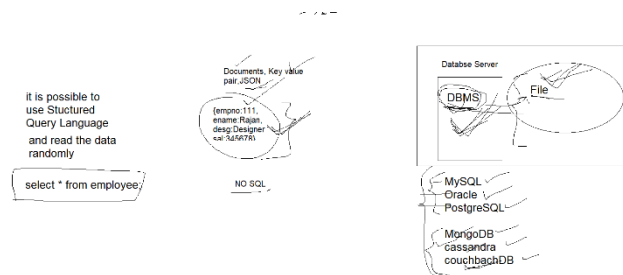 it is possible to
use Stuctured
Query Language
and read the data
randomly
select * from employee;
Documents, Key value
pair,JSON
{empno:111,
ename:Rajan,
desg:Designer
sal:345678}
NO SQL
Databse Server
DBMS
File
MySQL
Oracle
PostgreSQL
MongoDB
cassandra
couchbachDB